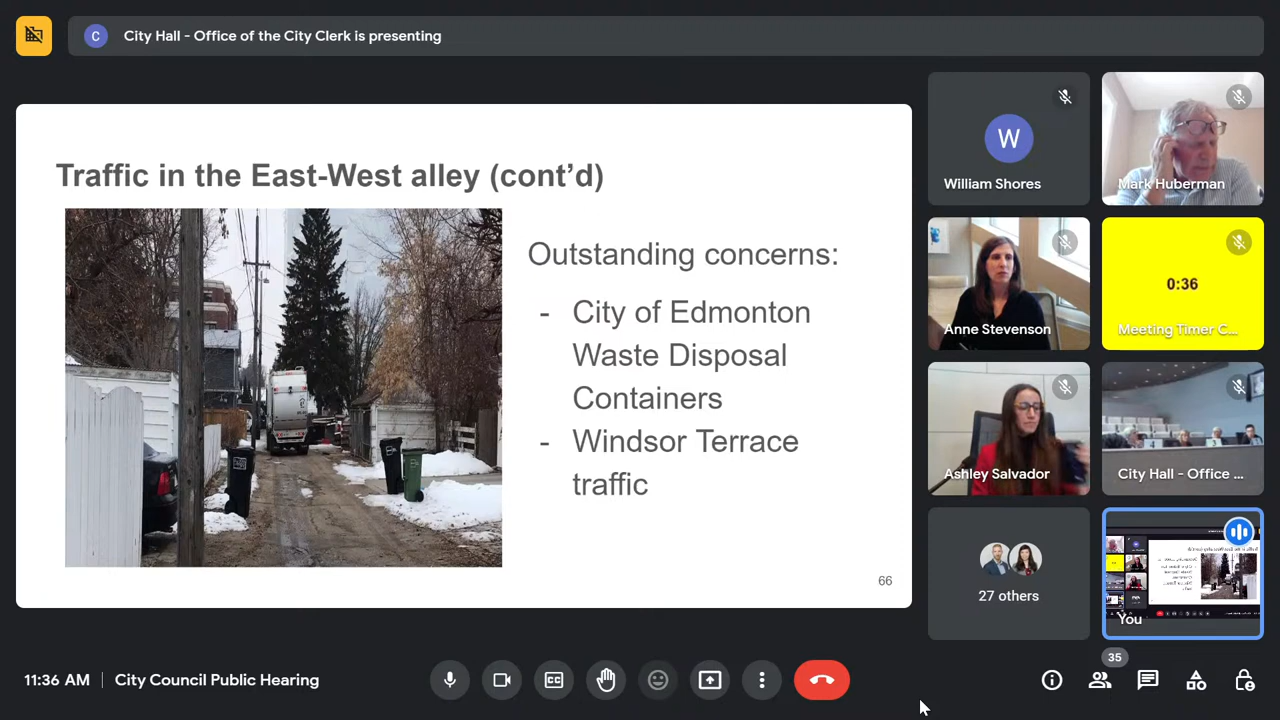 C
City Hall - Office of the City Clerk is presenting
Traffic in the East-West alley (cont'd)
Outstanding concerns:
- City of Edmonton
Waste Disposal
Containers
- Windsor Terrace
traffic
66
W
William Shores
Mark Huberman
Anne Stevenson
0:36
Meeting Timer C...
Ashley Salvador
City Hall - Office ...
27 others
You
35
11:36 AM
City Council Public Hearing